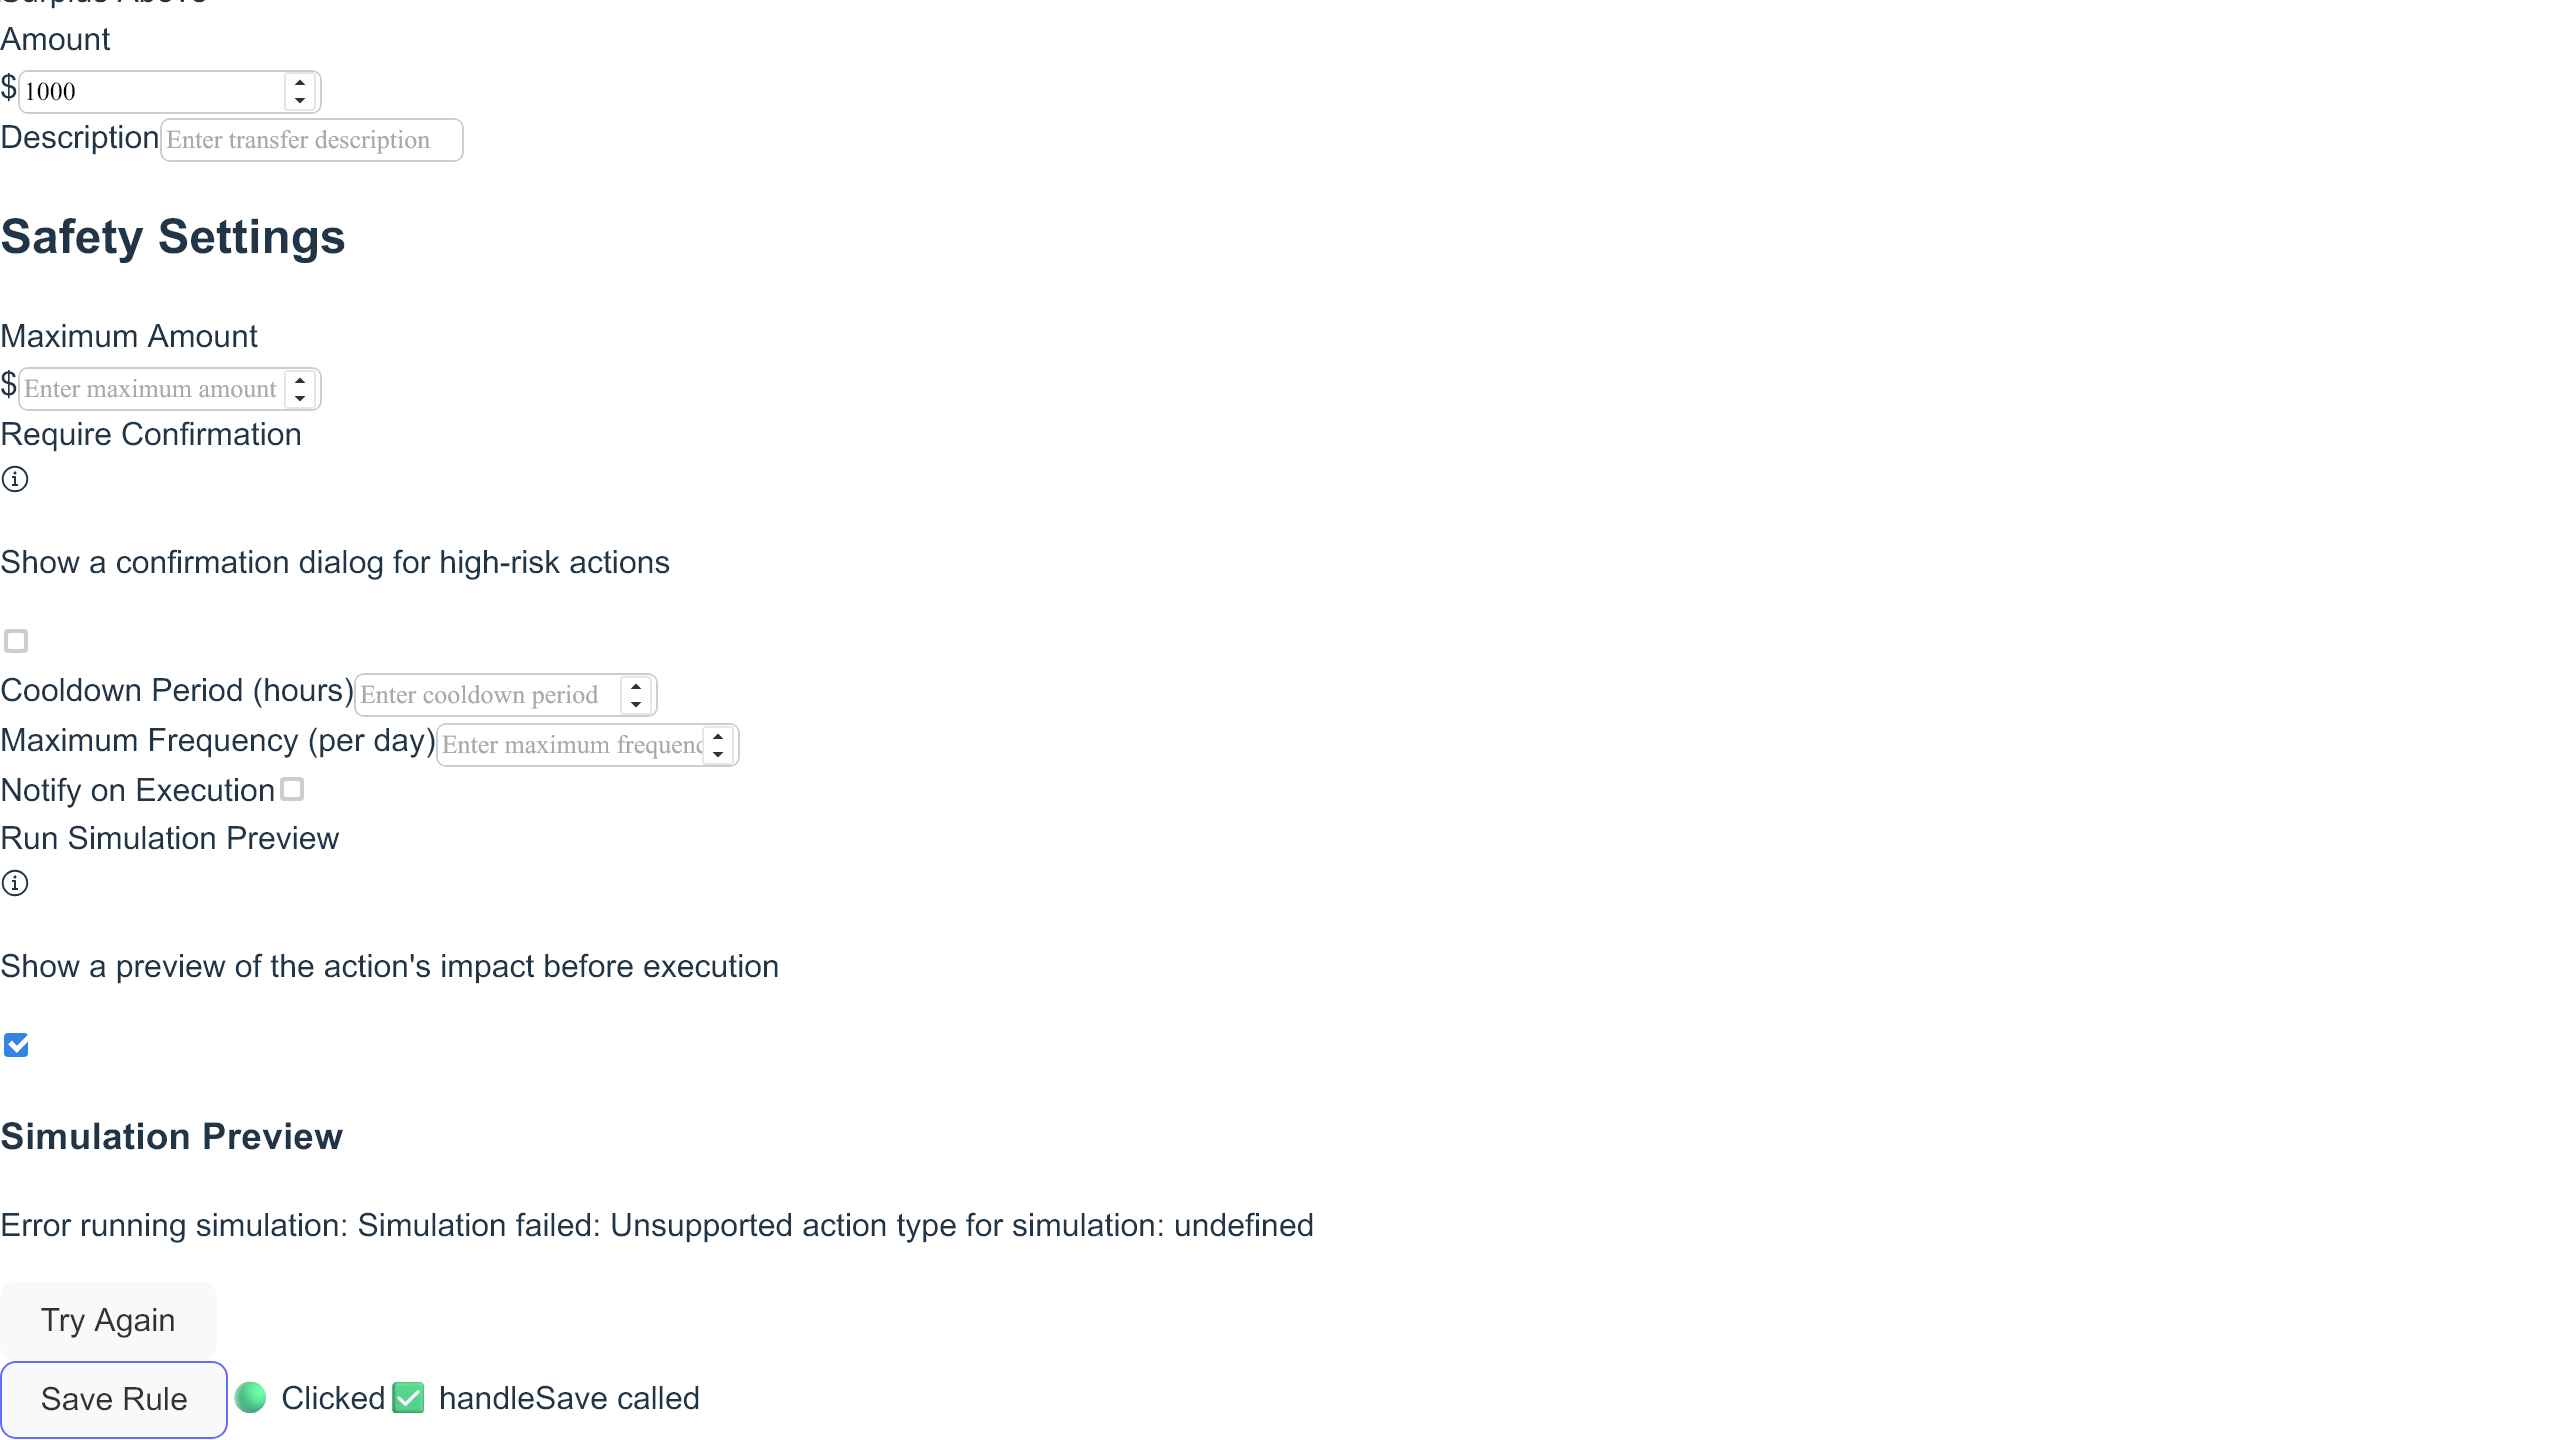 Surplus Above
Amount
$ 1000
Description Enter transfer description
Safety Settings
Maximum Amount
$ Enter maximum amount
Require Confirmation
Show a confirmation dialog for high-risk actions
Cooldown Period (hours) Enter cooldown period
Maximum Frequency (per day) Enter maximum frequenc
Notify on Execution
Run Simulation Preview
Show a preview of the action's impact before execution
Simulation Preview
Error running simulation: Simulation failed: Unsupported action type for simulation: undefined
Try Again
Save Rule Clicked handleSave called